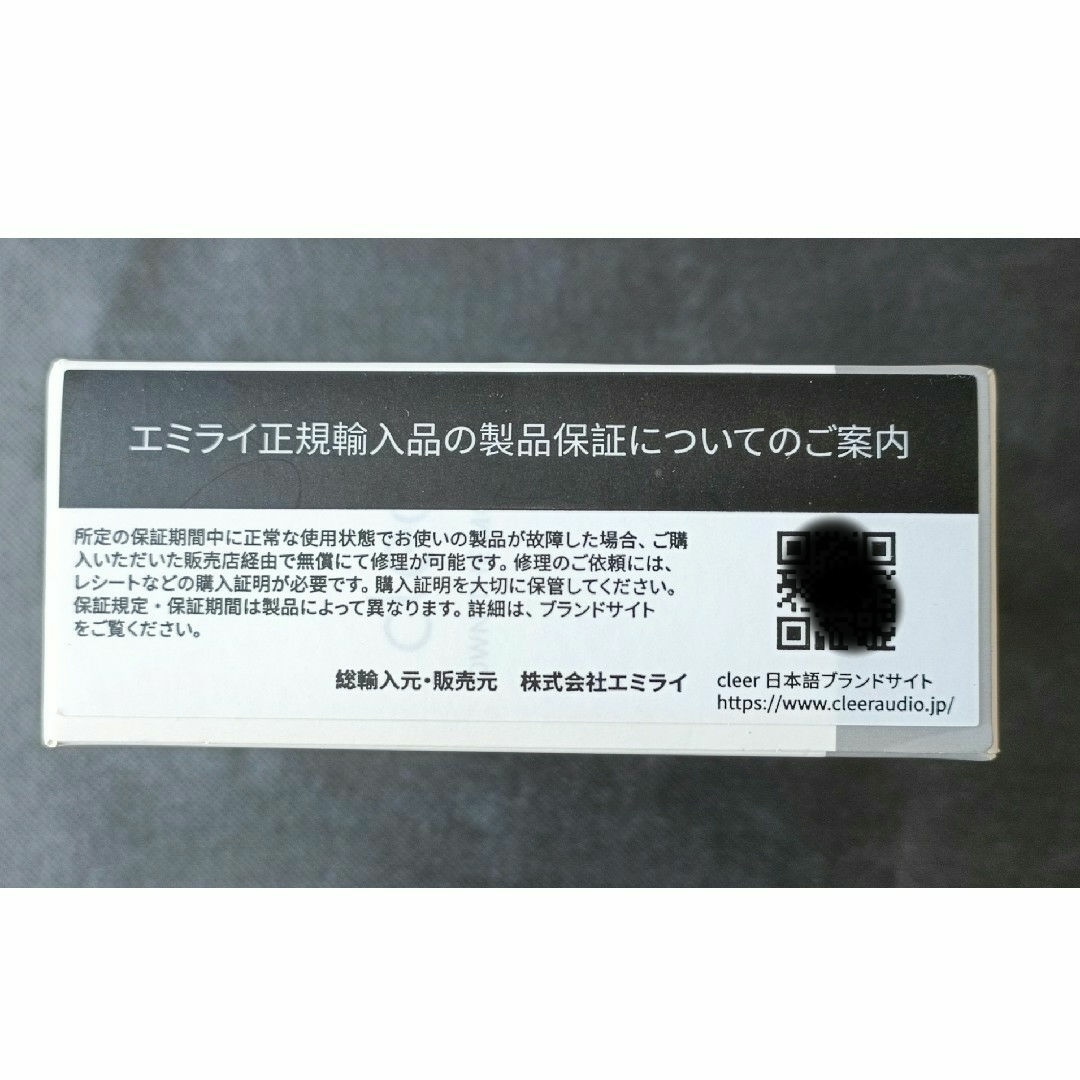 エミライ正規輸入品の製品保証についてのご案内
所定の保証期間中に正常な使用状態でお使いの製品が故障した場合、ご購
入いただいた販売店経由で無償にて修理が可能です。修理のご依頼には、
レシートなどの購入証明が必要です。購入証明を大切に保管してください。
保証規定・保証期間は製品によって異なります。詳細は、ブランドサイト
をご覧ください。
総輸入元・販売元 株式会社エミライ
cleer 日本語ブランドサイト
https://www.cleeraudio.jp/